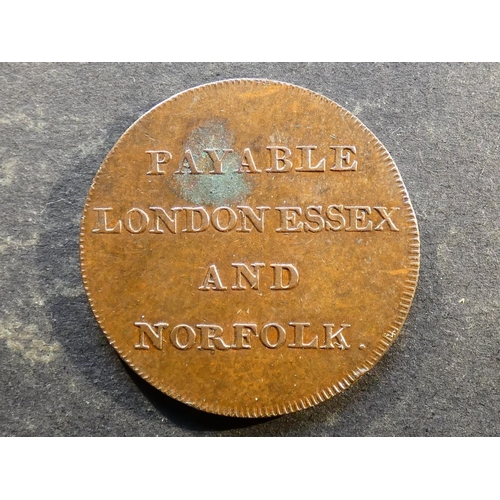 PAYABLE
LONDON ESSEX
AND
NORFOLK.